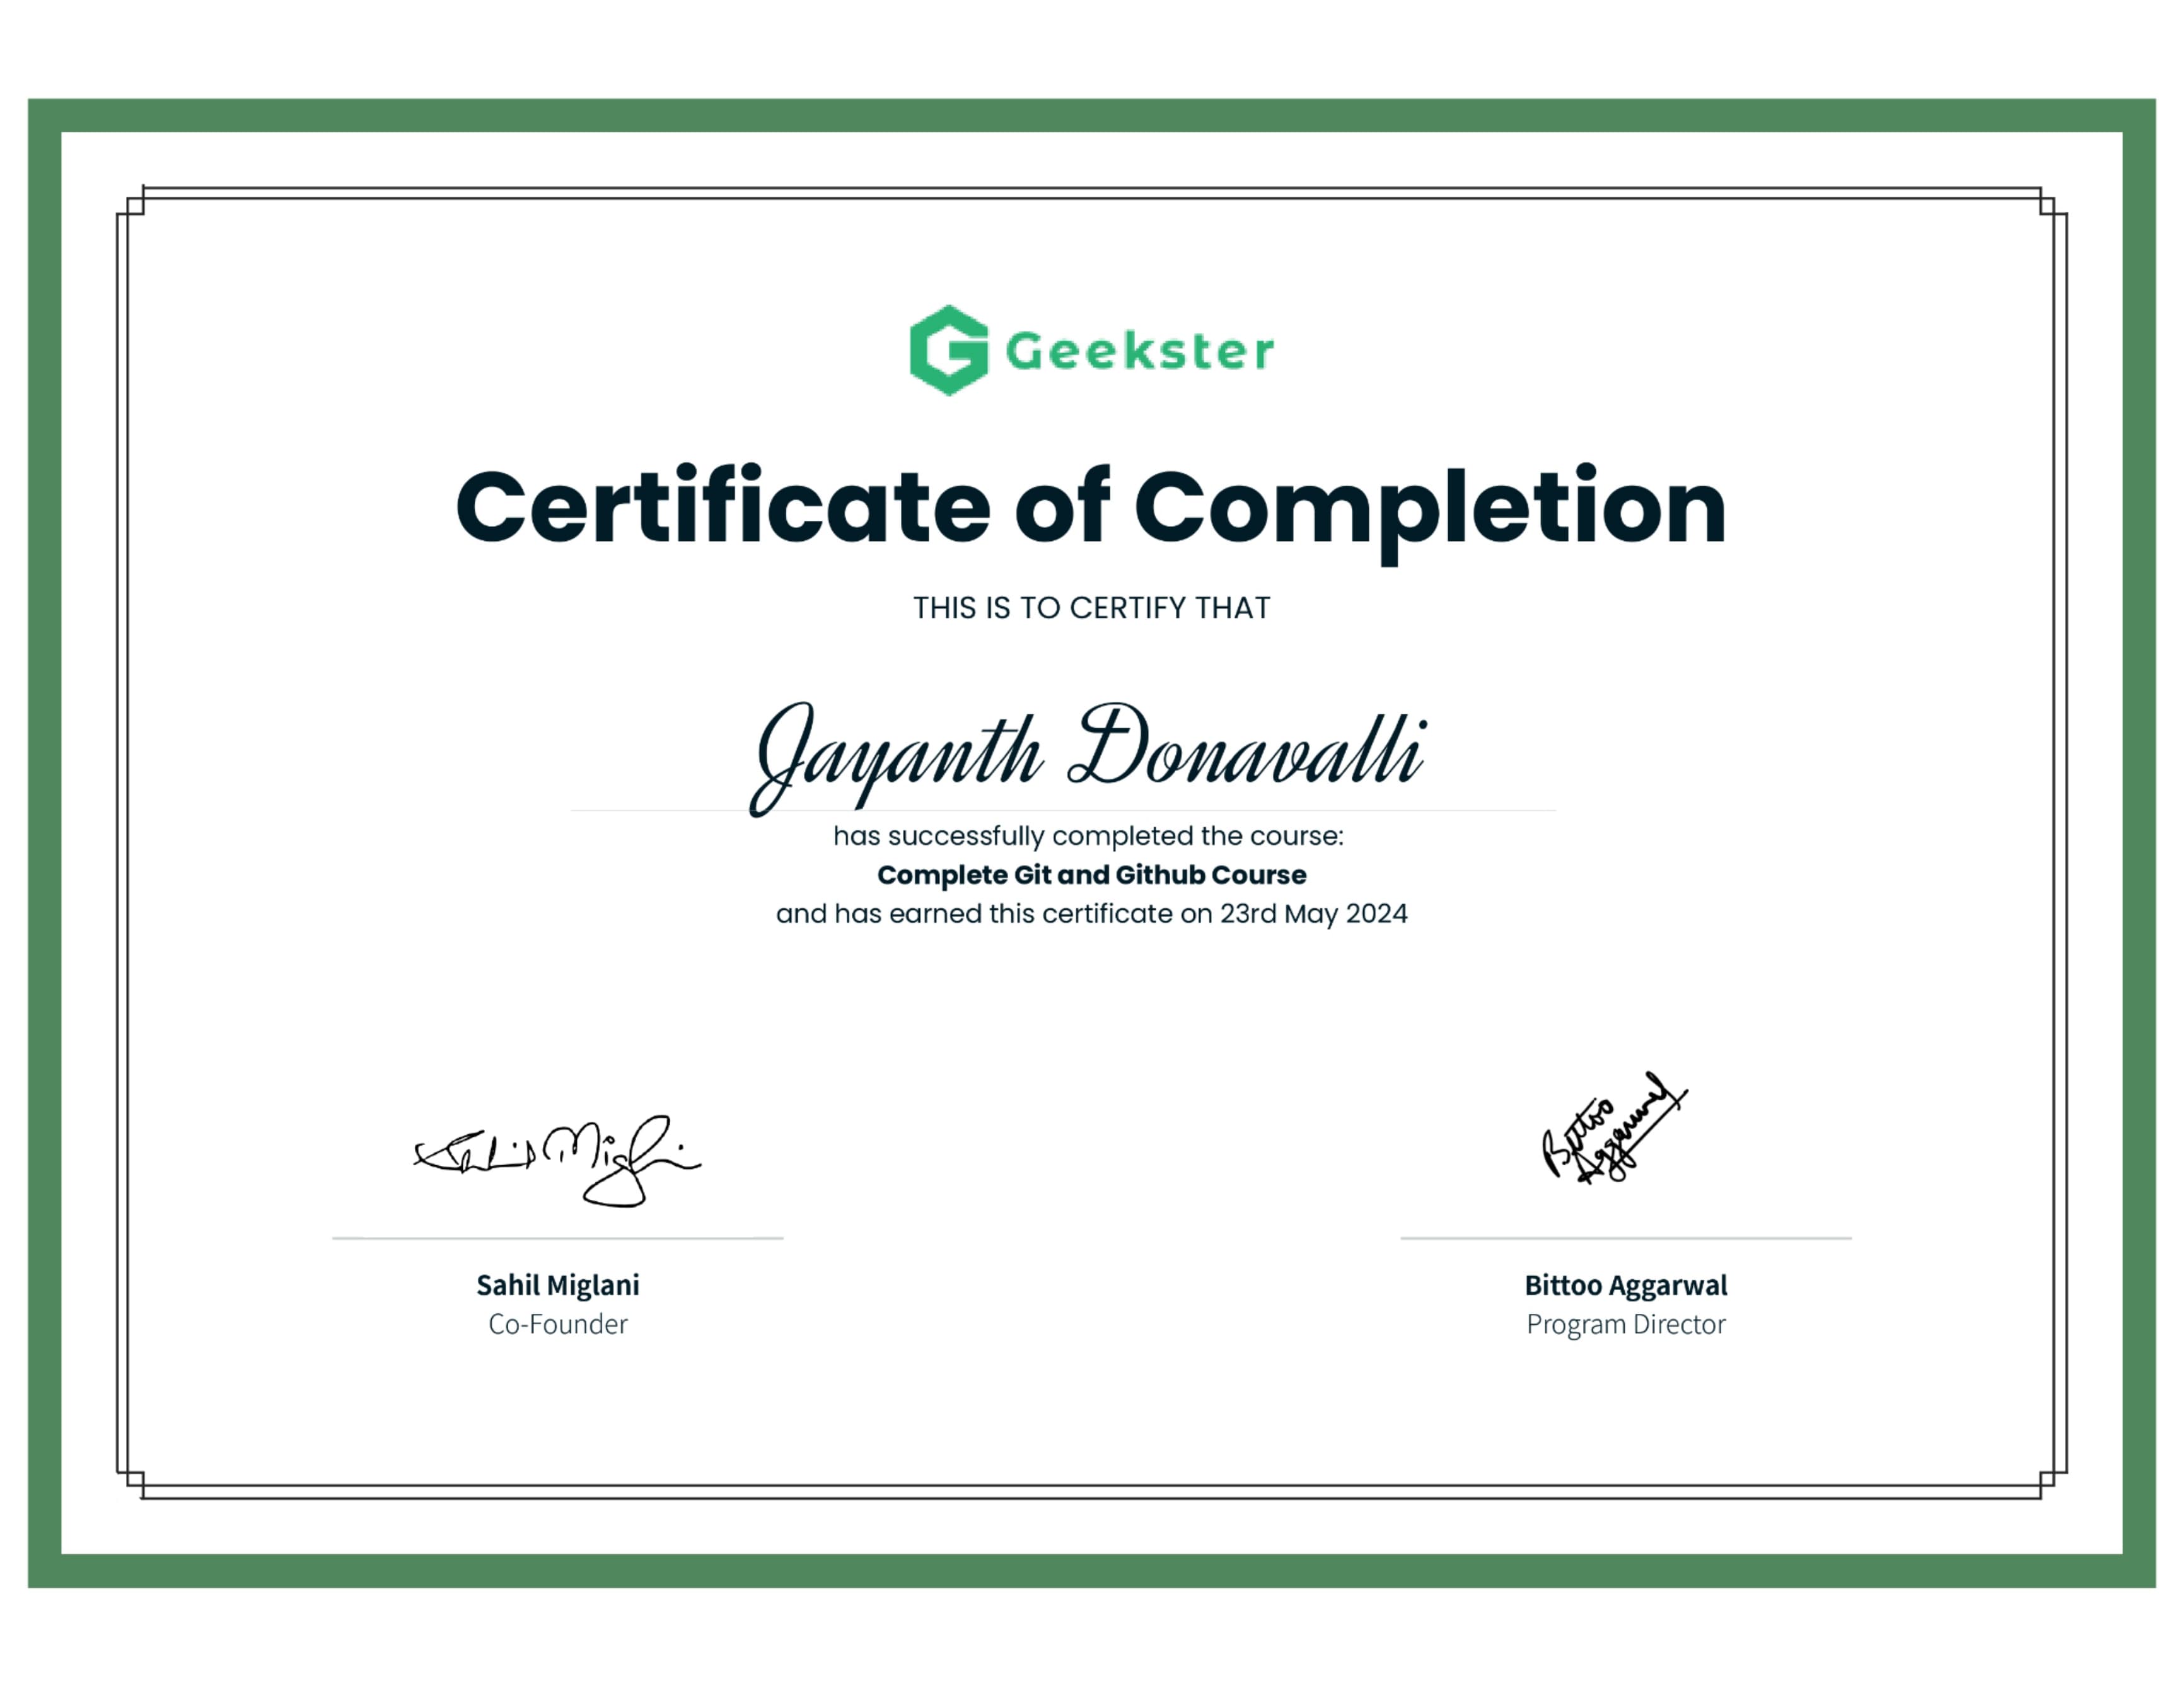 Geekster
Certificate of Completion
THIS IS TO CERTIFY THAT
Jayanth Donavalli
has successfully completed the course:
Complete Git and Github Course
and has earned this certificate on 23rd May 2024
Sahil Miglani
Bittoo
Aggarwal
Sahil Miglani
Co-Founder
Bittoo Aggarwal
Program Director